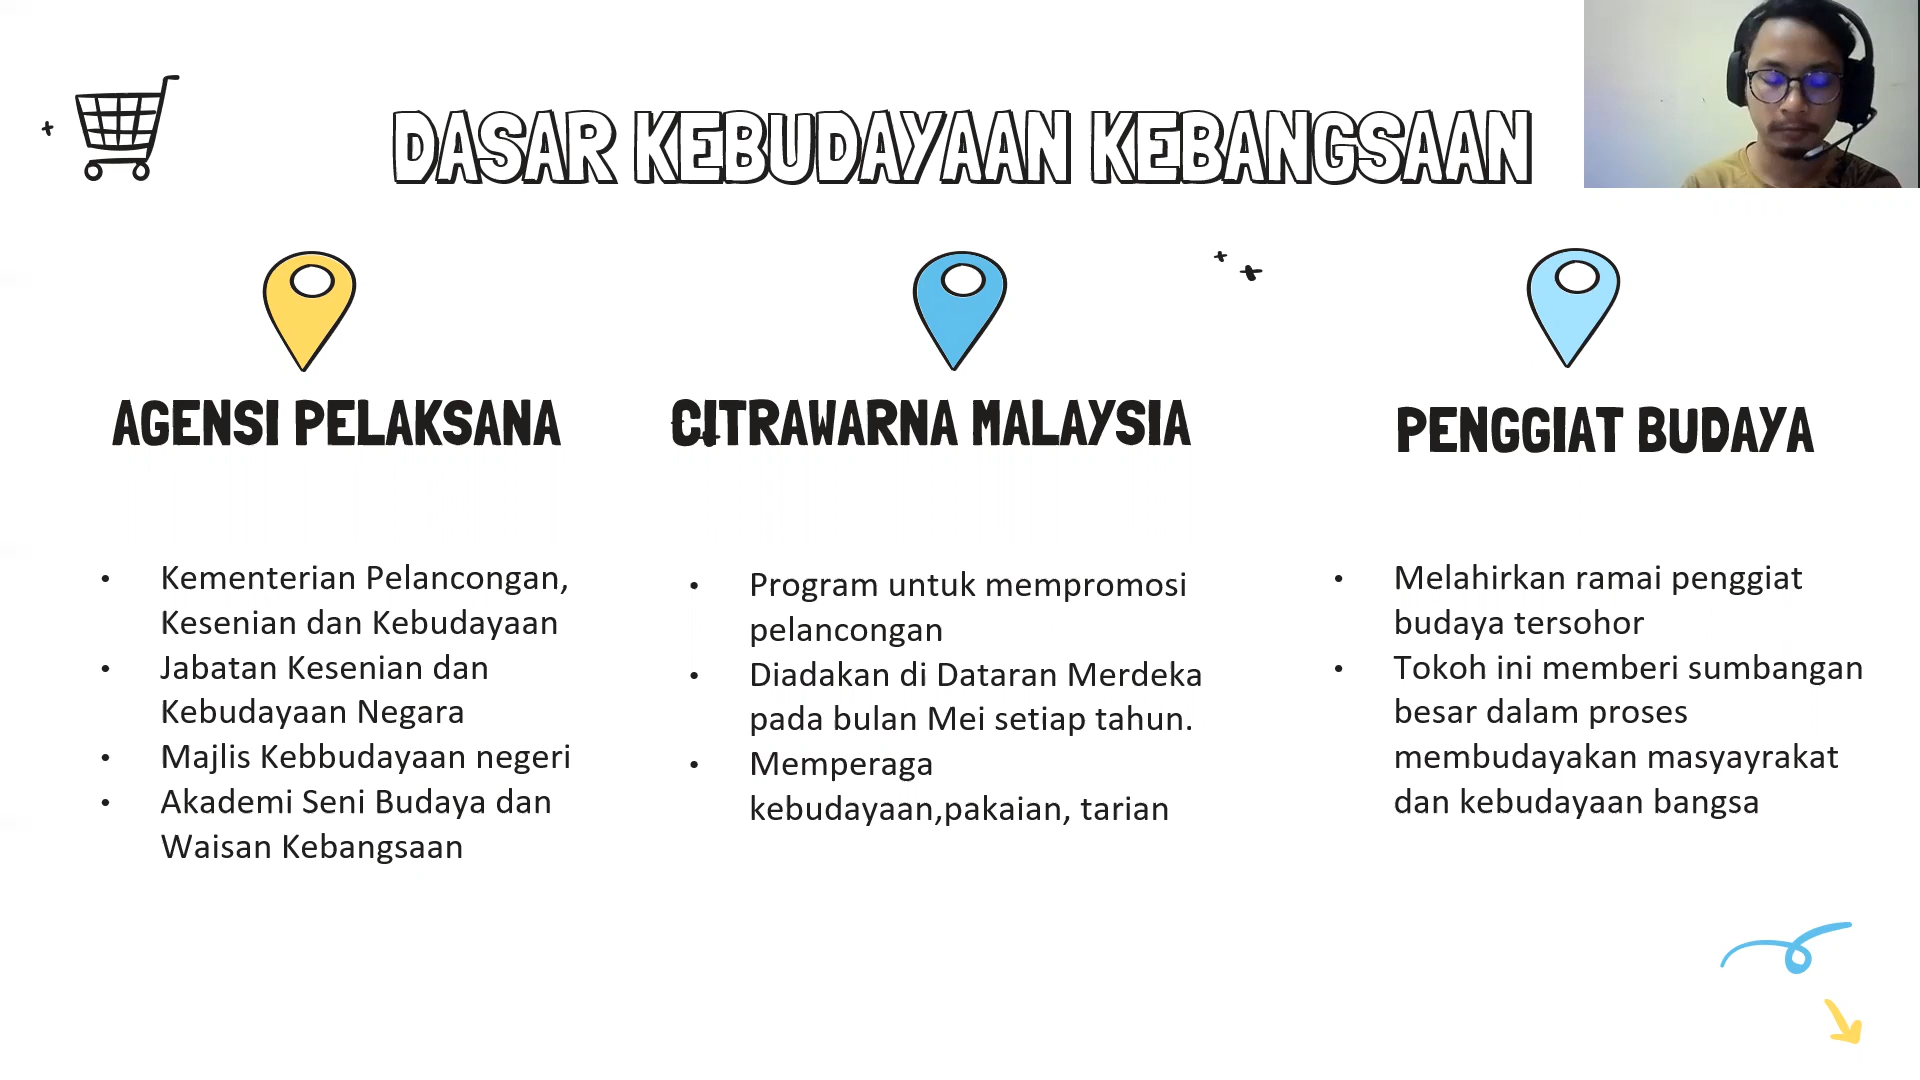 DASAR KEBUDAYAAN KEBANGSAAN
AGENSI PELAKSANA
• Kementerian Pelancongan,
Kesenian dan Kebudayaan
• Jabatan Kesenian dan
Kebudayaan Negara
• Majlis Kebbudayaan negeri
• Akademi Seni Budaya dan
Waisan Kebangsaan
CITRAWARNA MALAYSIA
• Program untuk mempromosi
pelancongan
• Diadakan di Dataran Merdeka
pada bulan Mei setiap tahun.
• Memperaga
kebudayaan,pakaian, tarian
PENGGIAT BUDAYA
• Melahirkan ramai penggiat
budaya tersohor
• Tokoh ini memberi sumbangan
besar dalam proses
membudayakan masyayrakat
dan kebudayaan bangsa